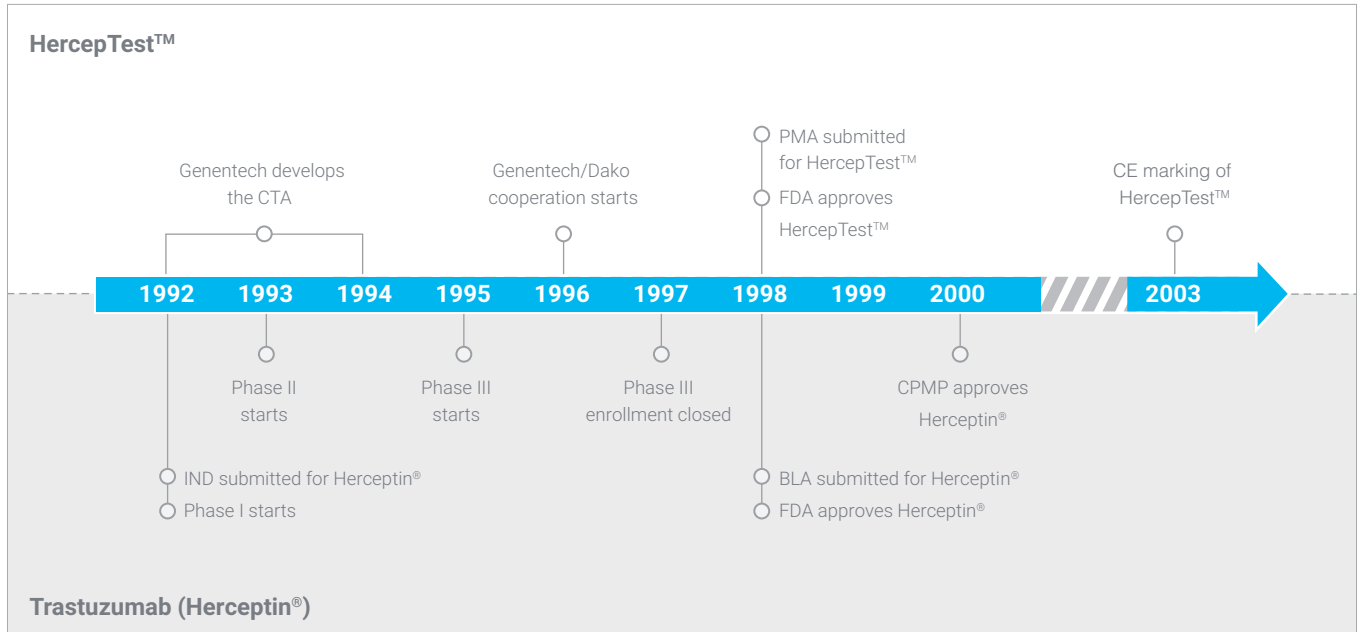 HercepTest™
PMA submitted
for HercepTest™
Genentech develops
the CTA
Genentech/Dako
cooperation starts
FDA approves
HercepTest™
CE marking of
HercepTest™
1992 1993 1994 1995 1996 1997 1998 1999 2000 2003
Phase II
starts
Phase III
starts
Phase III
enrollment closed
CPMP approves
Herceptin®
IND submitted for Herceptin®
Phase I starts
BLA submitted for Herceptin®
FDA approves Herceptin®
Trastuzumab (Herceptin®)